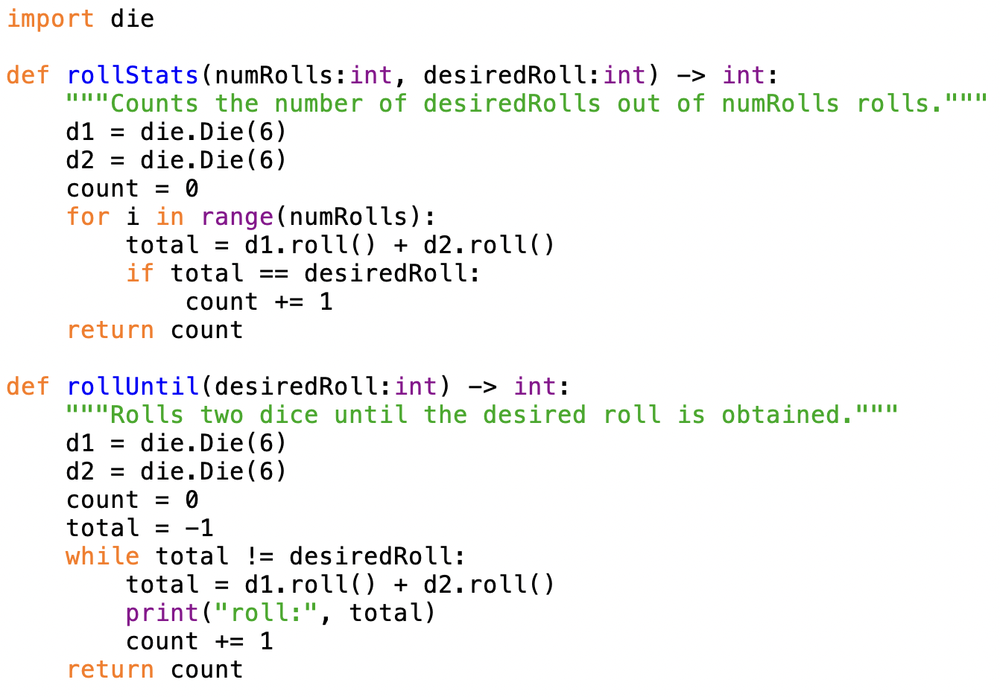 import die

def rollStats(numRolls:int, desiredRoll:int) -> int:
    """Counts the number of desiredRolls out of numRolls rolls."""
    d1 = die.Die(6)
    d2 = die.Die(6)
    count = 0
    for i in range(numRolls):
        total = d1.roll() + d2.roll()
        if total == desiredRoll:
            count += 1
    return count

def rollUntil(desiredRoll:int) -> int:
    """Rolls two dice until the desired roll is obtained."""
    d1 = die.Die(6)
    d2 = die.Die(6)
    count = 0
    total = -1
    while total != desiredRoll:
        total = d1.roll() + d2.roll()
        print("roll:", total)
        count += 1
    return count